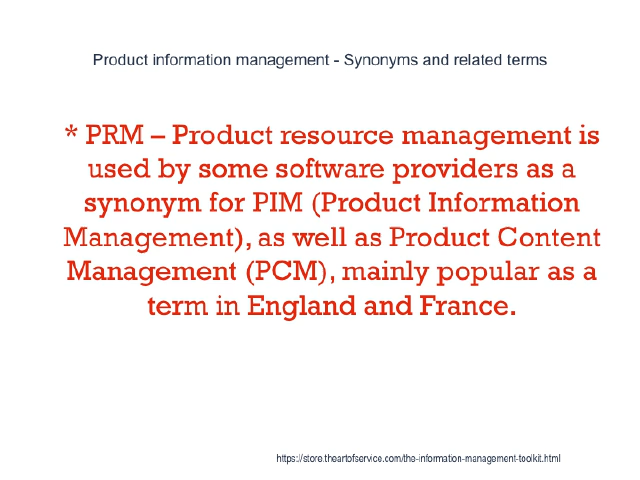 Product information management - Synonyms and related terms
* PRM – Product resource management is
used by some software providers as a
synonym for PIM (Product Information
Management), as well as Product Content
Management (PCM), mainly popular as a
term in England and France.
https://store.theartofservice.com/the-information-management-toolkit.html